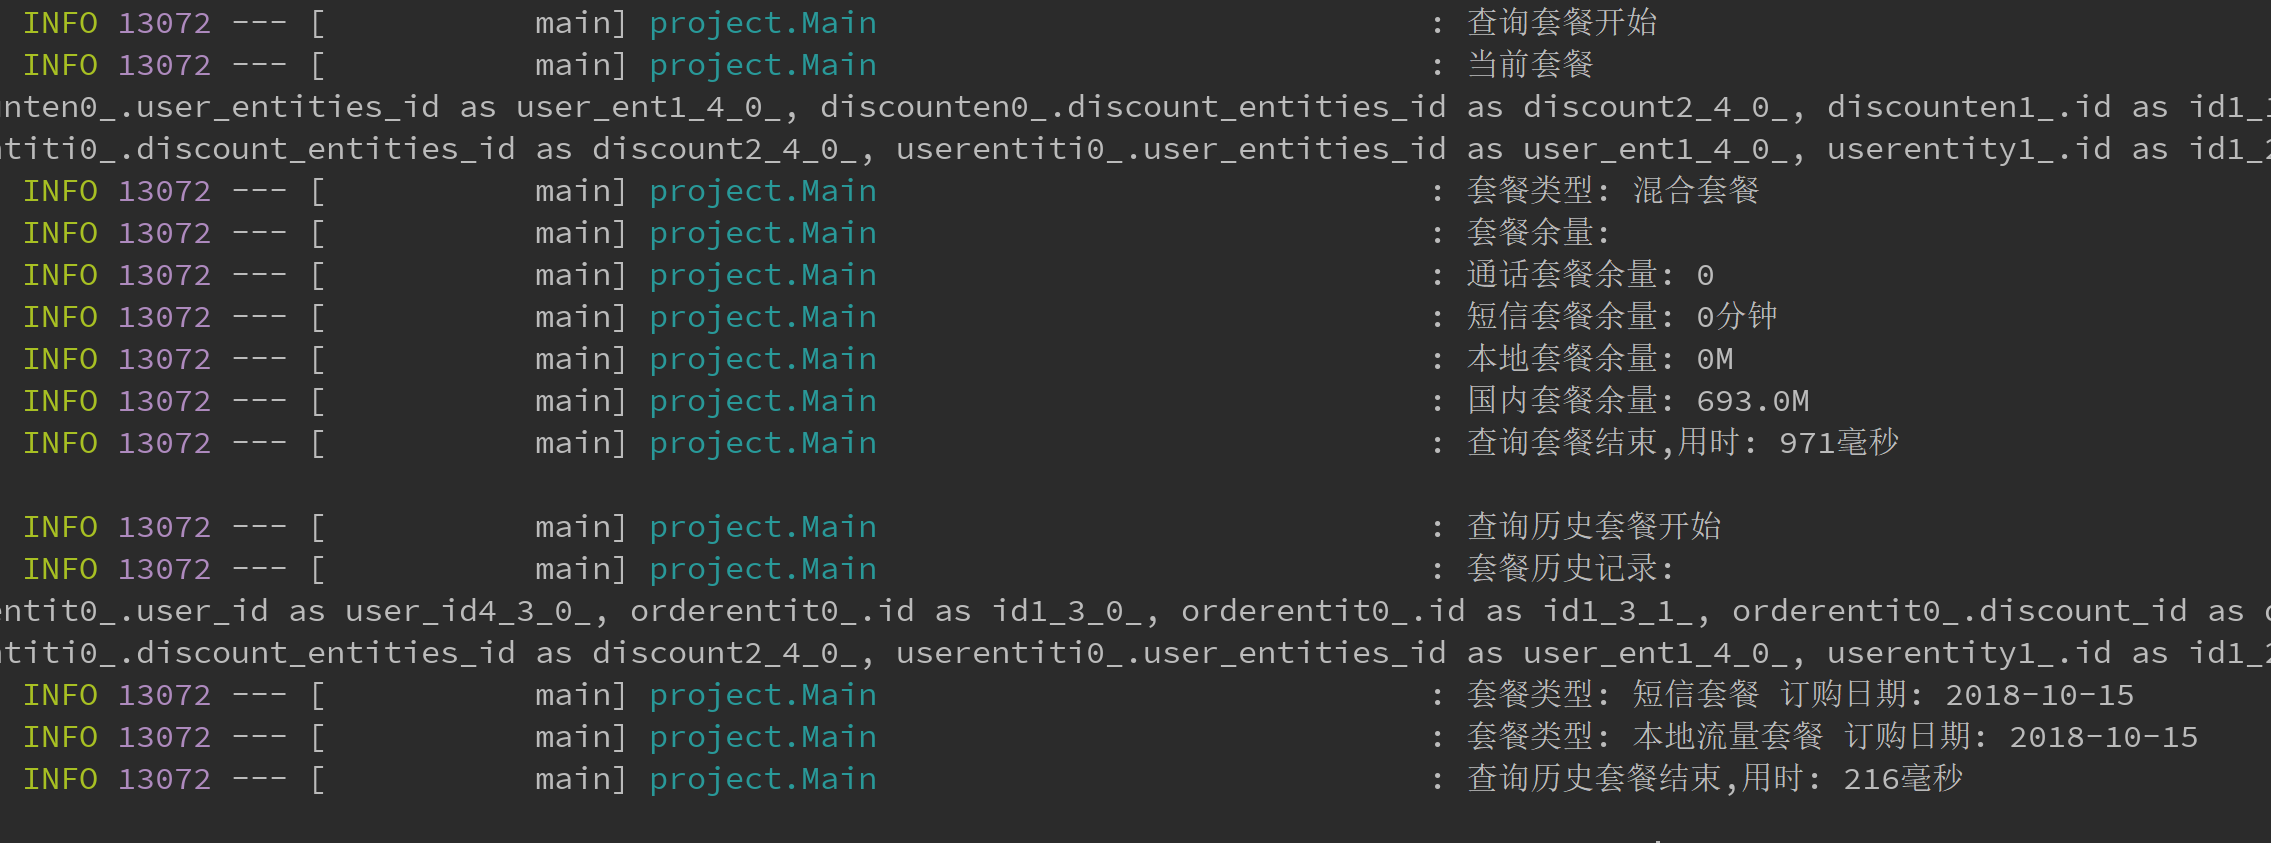 INFO 13072 --- [           main] project.Main                             : 查询套餐开始
INFO 13072 --- [           main] project.Main                             : 当前套餐
nten0_.user_entities_id as user_ent1_4_0_, discounten0_.discount_entities_id as discount2_4_0_, discounten1_.id as id1_1
titi0_.discount_entities_id as discount2_4_0_, userentiti0_.user_entities_id as user_ent1_4_0_, userentity1_.id as id1_2
INFO 13072 --- [           main] project.Main                             : 套餐类型: 混合套餐
INFO 13072 --- [           main] project.Main                             : 套餐余量:
INFO 13072 --- [           main] project.Main                             : 通话套餐余量: 0
INFO 13072 --- [           main] project.Main                             : 短信套餐余量: 0分钟
INFO 13072 --- [           main] project.Main                             : 本地套餐余量: 0M
INFO 13072 --- [           main] project.Main                             : 国内套餐余量: 693.0M
INFO 13072 --- [           main] project.Main                             : 查询套餐结束,用时: 971毫秒
INFO 13072 --- [           main] project.Main                             : 查询历史套餐开始
INFO 13072 --- [           main] project.Main                             : 套餐历史记录:
entit0_.user_id as user_id4_3_0_, orderentit0_.id as id1_3_0_, orderentit0_.id as id1_3_1_, orderentit0_.discount_id as
titi0_.discount_entities_id as discount2_4_0_, userentiti0_.user_entities_id as user_ent1_4_0_, userentity1_.id as id1_2
INFO 13072 --- [           main] project.Main                             : 套餐类型: 短信套餐 订购日期: 2018-10-15
INFO 13072 --- [           main] project.Main                             : 套餐类型: 本地流量套餐 订购日期: 2018-10-15
INFO 13072 --- [           main] project.Main                             : 查询历史套餐结束,用时: 216毫秒